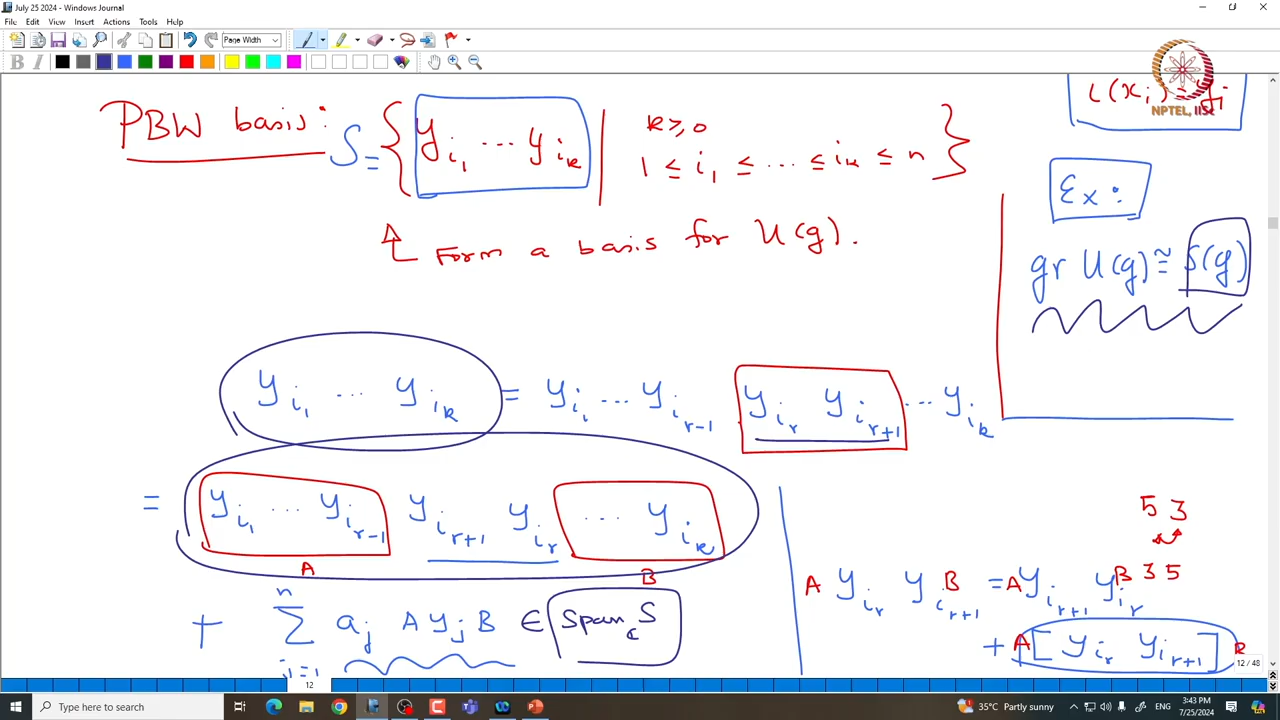 July 25 2024 - Windows Journal
File Edit View Insert Actions Tools Help
Page Width
NPTEL, IISc
PBW basis:
S = { y_{i_1} ... y_{i_k} | k ≥ 0
1 ≤ i_1 ≤ ... ≤ i_k ≤ n }
Form a basis for U(g).
Ex:
gr U(g) ≅ S(g)
y_{i_1} ... y_{i_k} = y_{i_1} ... y_{i_{r-1}} y_{i_r} y_{i_{r+1}} ... y_{i_k}
= y_{i_1} ... y_{i_{r-1}} y_{i_{r+1}} y_{i_r} ... y_{i_k}
A B
+ Σ_{j=1}^{n} a_j A y_j B ∈ Span_C S
5 3
3 5
A y_{i_r} y_{i_{r+1}} B = A y_{i_{r+1}} y_{i_r} B
+ A [ y_{i_r} y_{i_{r+1}} ] B
12 / 48
12
Type here to search
35°C Partly sunny
ENG
3:43 PM
7/25/2024